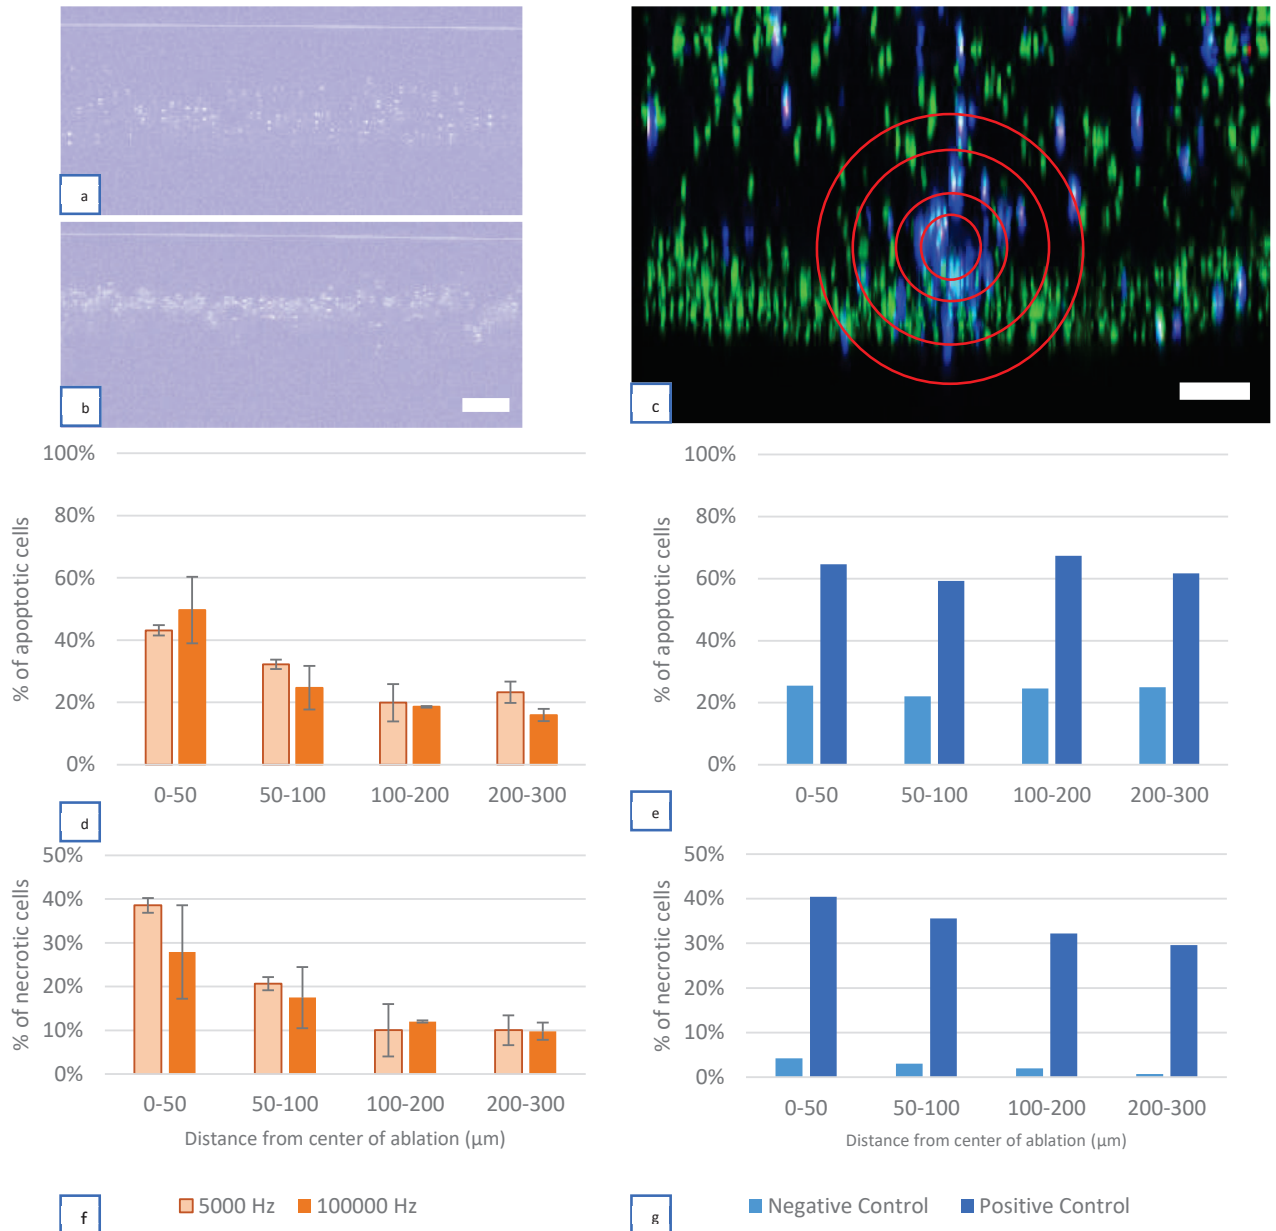 a
b
c
100%
80%
60%
40%
20%
0%
% of apoptotic cells
0-50 50-100 100-200 200-300
d
100%
80%
60%
40%
20%
0%
% of apoptotic cells
0-50 50-100 100-200 200-300
e
50%
40%
30%
20%
10%
0%
% of necrotic cells
0-50 50-100 100-200 200-300
Distance from center of ablation (μm)
f
5000 Hz 100000 Hz
50%
40%
30%
20%
10%
0%
% of necrotic cells
0-50 50-100 100-200 200-300
Distance from center of ablation (μm)
g
Negative Control Positive Control